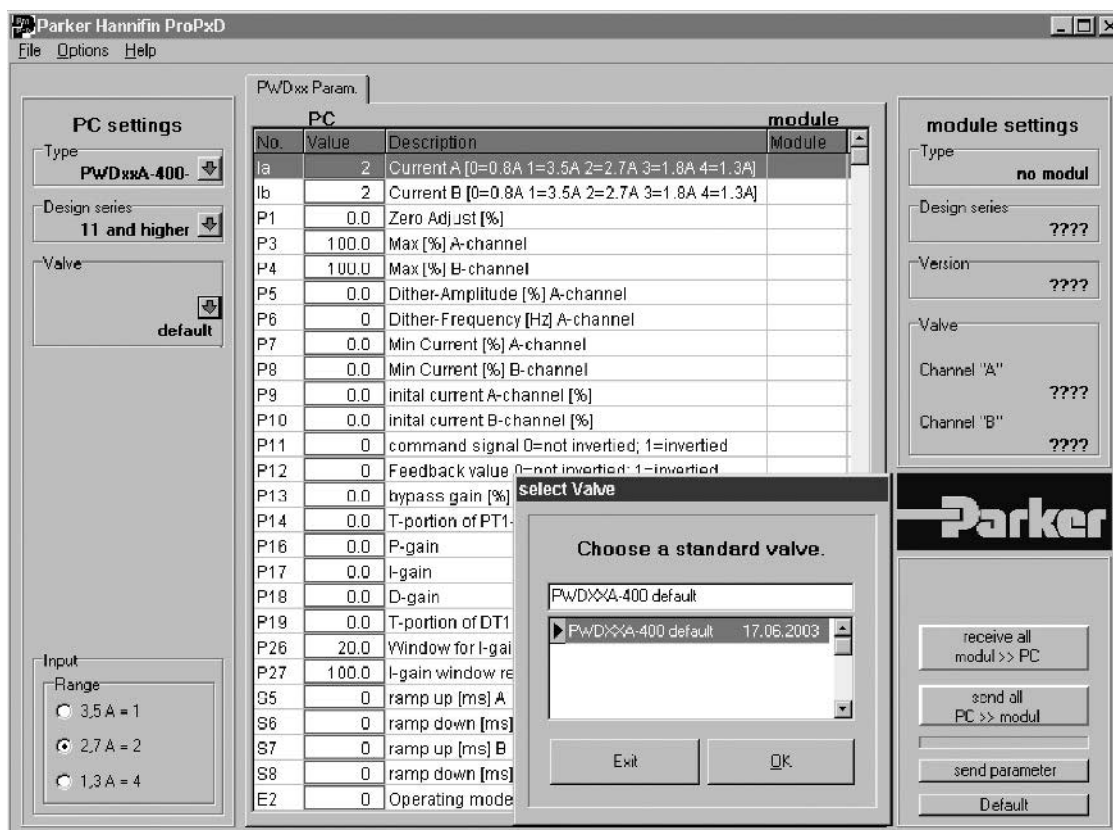 Parker Hannifin ProPxD
File Options Help
PC settings
Type
PWDxxA-400-
Design series
11 and higher
Valve
default
Input
Range
3,5 A = 1
2,7 A = 2
1,3 A = 4
PWDxx Param.
PC module
No. Value Description Module
Ia 2 Current A [0=0.8A 1=3.5A 2=2.7A 3=1.8A 4=1.3A]
Ib 2 Current B [0=0.8A 1=3.5A 2=2.7A 3=1.8A 4=1.3A]
P1 0.0 Zero Adjust [%]
P3 100.0 Max [%] A-channel
P4 100.0 Max [%] B-channel
P5 0.0 Dither-Amplitude [%] A-channel
P6 0 Dither-Frequency [Hz] A-channel
P7 0.0 Min Current [%] A-channel
P8 0.0 Min Current [%] B-channel
P9 0.0 inital current A-channel [%]
P10 0.0 inital current B-channel [%]
P11 0 command signal 0=not invertied; 1=invertied
P12 0 Feedback value 0=not invertied; 1=invertied
P13 0.0 bypass gain [%]
P14 0.0 T-portion of PT1-
P16 0.0 P-gain
P17 0.0 I-gain
P18 0.0 D-gain
P19 0.0 T-portion of DT1
P26 20.0 Window for I-gai
P27 100.0 I-gain window re
S5 0 ramp up [ms] A
S6 0 ramp down [ms]
S7 0 ramp up [ms] B
S8 0 ramp down [ms]
E2 0 Operating mode
select Valve
Choose a standard valve.
PWDXXA-400 default
PWDXXA-400 default 17.06.2003
Exit OK
module settings
Type
no modul
Design series
????
Version
????
Valve
Channel "A"
????
Channel "B"
????
Parker
receive all
modul >> PC
send all
PC >> modul
send parameter
Default